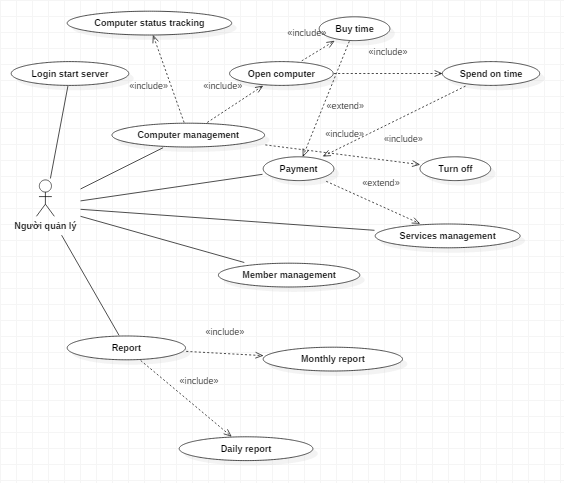 Computer status tracking
«include»
Buy time
«include»
Login start server
«include»
«include»
Open computer
Spend on time
«extend»
Computer management
«include»
«include»
Payment
Turn off
«extend»
Người quản lý
Services management
Member management
«include»
Report
Monthly report
«include»
Daily report